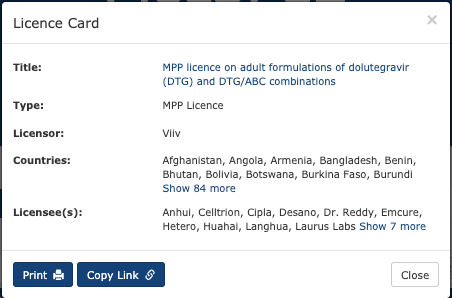 Licence Card ×
Title: MPP licence on adult formulations of dolutegravir
(DTG) and DTG/ABC combinations
Type: MPP Licence
Licensor: Viiv
Countries: Afghanistan, Angola, Armenia, Bangladesh, Benin,
Bhutan, Bolivia, Botswana, Burkina Faso, Burundi
Show 84 more
Licensee(s): Anhui, Celltrion, Cipla, Desano, Dr. Reddy, Emcure,
Hetero, Huahai, Langhua, Laurus Labs Show 7 more
Print Copy Link Close